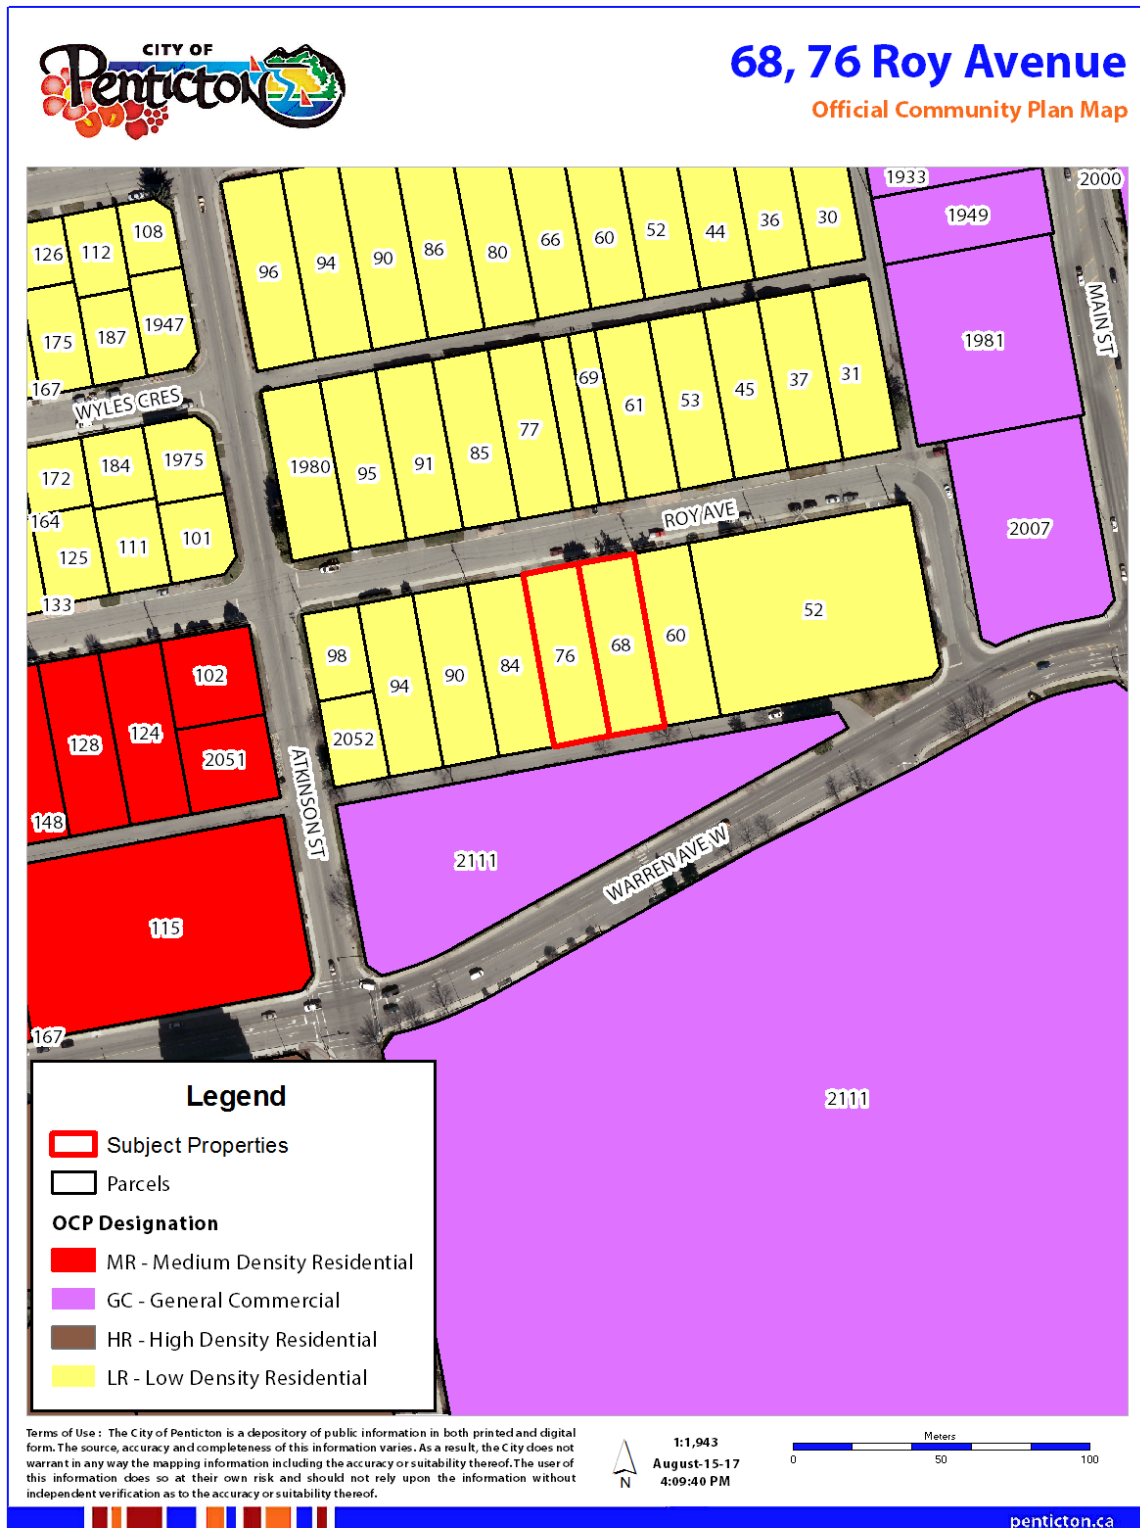 CITY OF
Penticton
68, 76 Roy Avenue
Official Community Plan Map
1933
2000
1949
108
126
112
96
94
90
86
80
66
60
52
44
36
30
MAIN ST
175
187
1947
1981
167
WYLES CRES
69
61
53
45
37
31
77
85
91
95
1980
172
184
1975
164
125
111
101
133
ROY AVE
2007
98
94
90
84
76
68
60
52
102
128
124
2051
2052
148
ATKINSON ST
2111
WARREN AVE W
115
167
2111
Legend
Subject Properties
Parcels
OCP Designation
MR - Medium Density Residential
GC - General Commercial
HR - High Density Residential
LR - Low Density Residential
Terms of Use : The City of Penticton is a depository of public information in both printed and digital
form. The source, accuracy and completeness of this information varies. As a result, the City does not
warrant in any way the mapping information including the accuracy or suitability thereof. The user of
this information does so at their own risk and should not rely upon the information without
independent verification as to the accuracy or suitability thereof.
N
1:1,943
August-15-17
4:09:40 PM
Meters
0 50 100
penticton.ca